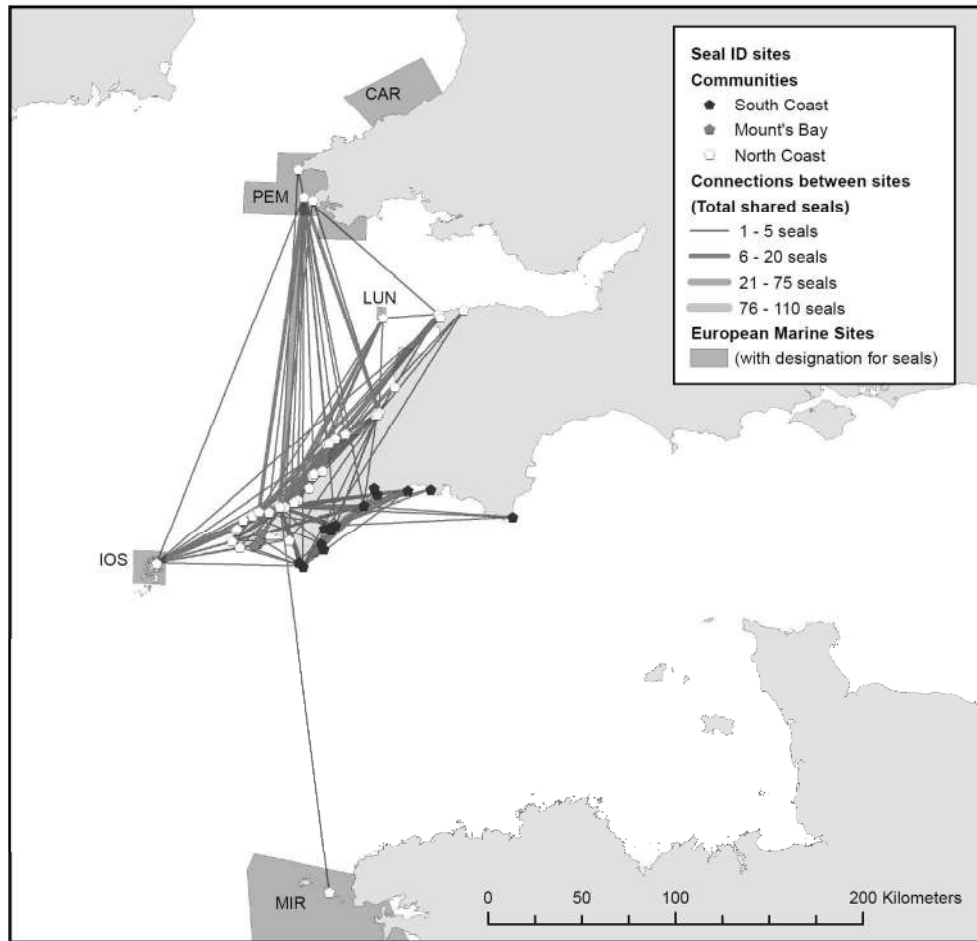 CAR
PEM
LUN
IOS
MIR
Seal ID sites
Communities
South Coast
Mount's Bay
North Coast
Connections between sites
(Total shared seals)
1 - 5 seals
6 - 20 seals
21 - 75 seals
76 - 110 seals
European Marine Sites
(with designation for seals)
0 50 100 200 Kilometers